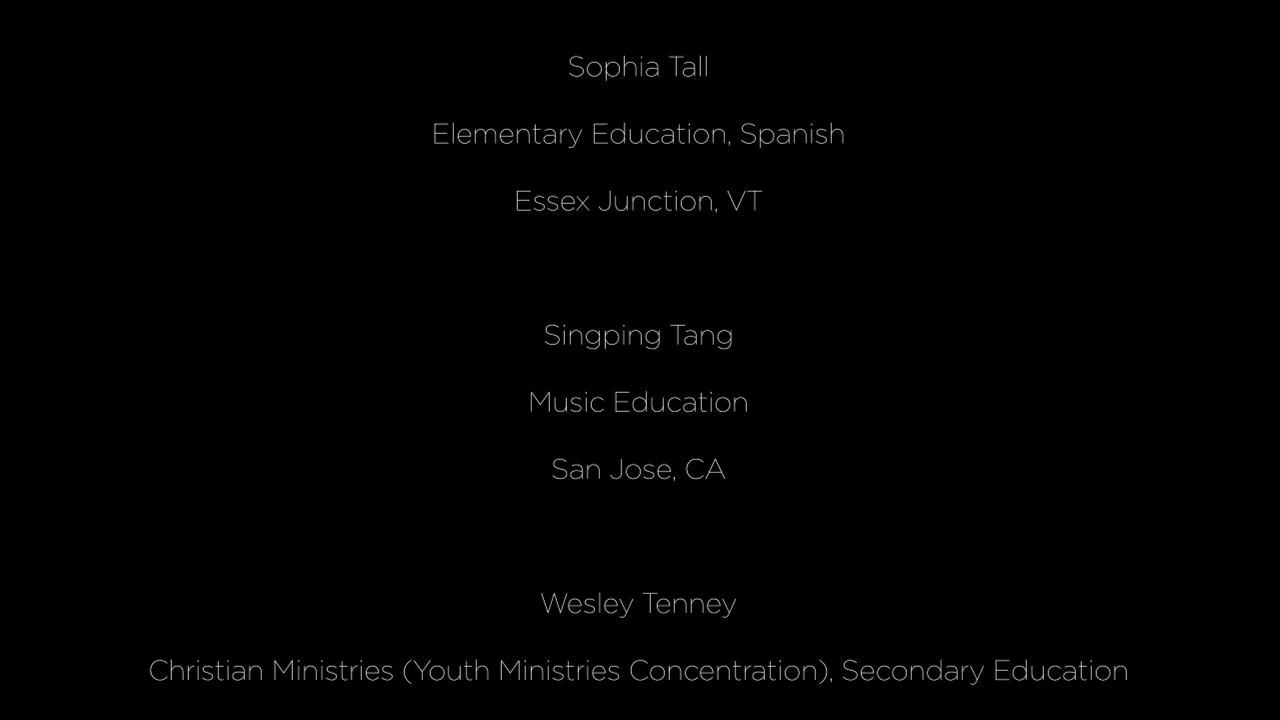 Sophia Tall
Elementary Education, Spanish
Essex Junction, VT
Singping Tang
Music Education
San Jose, CA
Wesley Tenney
Christian Ministries (Youth Ministries Concentration), Secondary Education